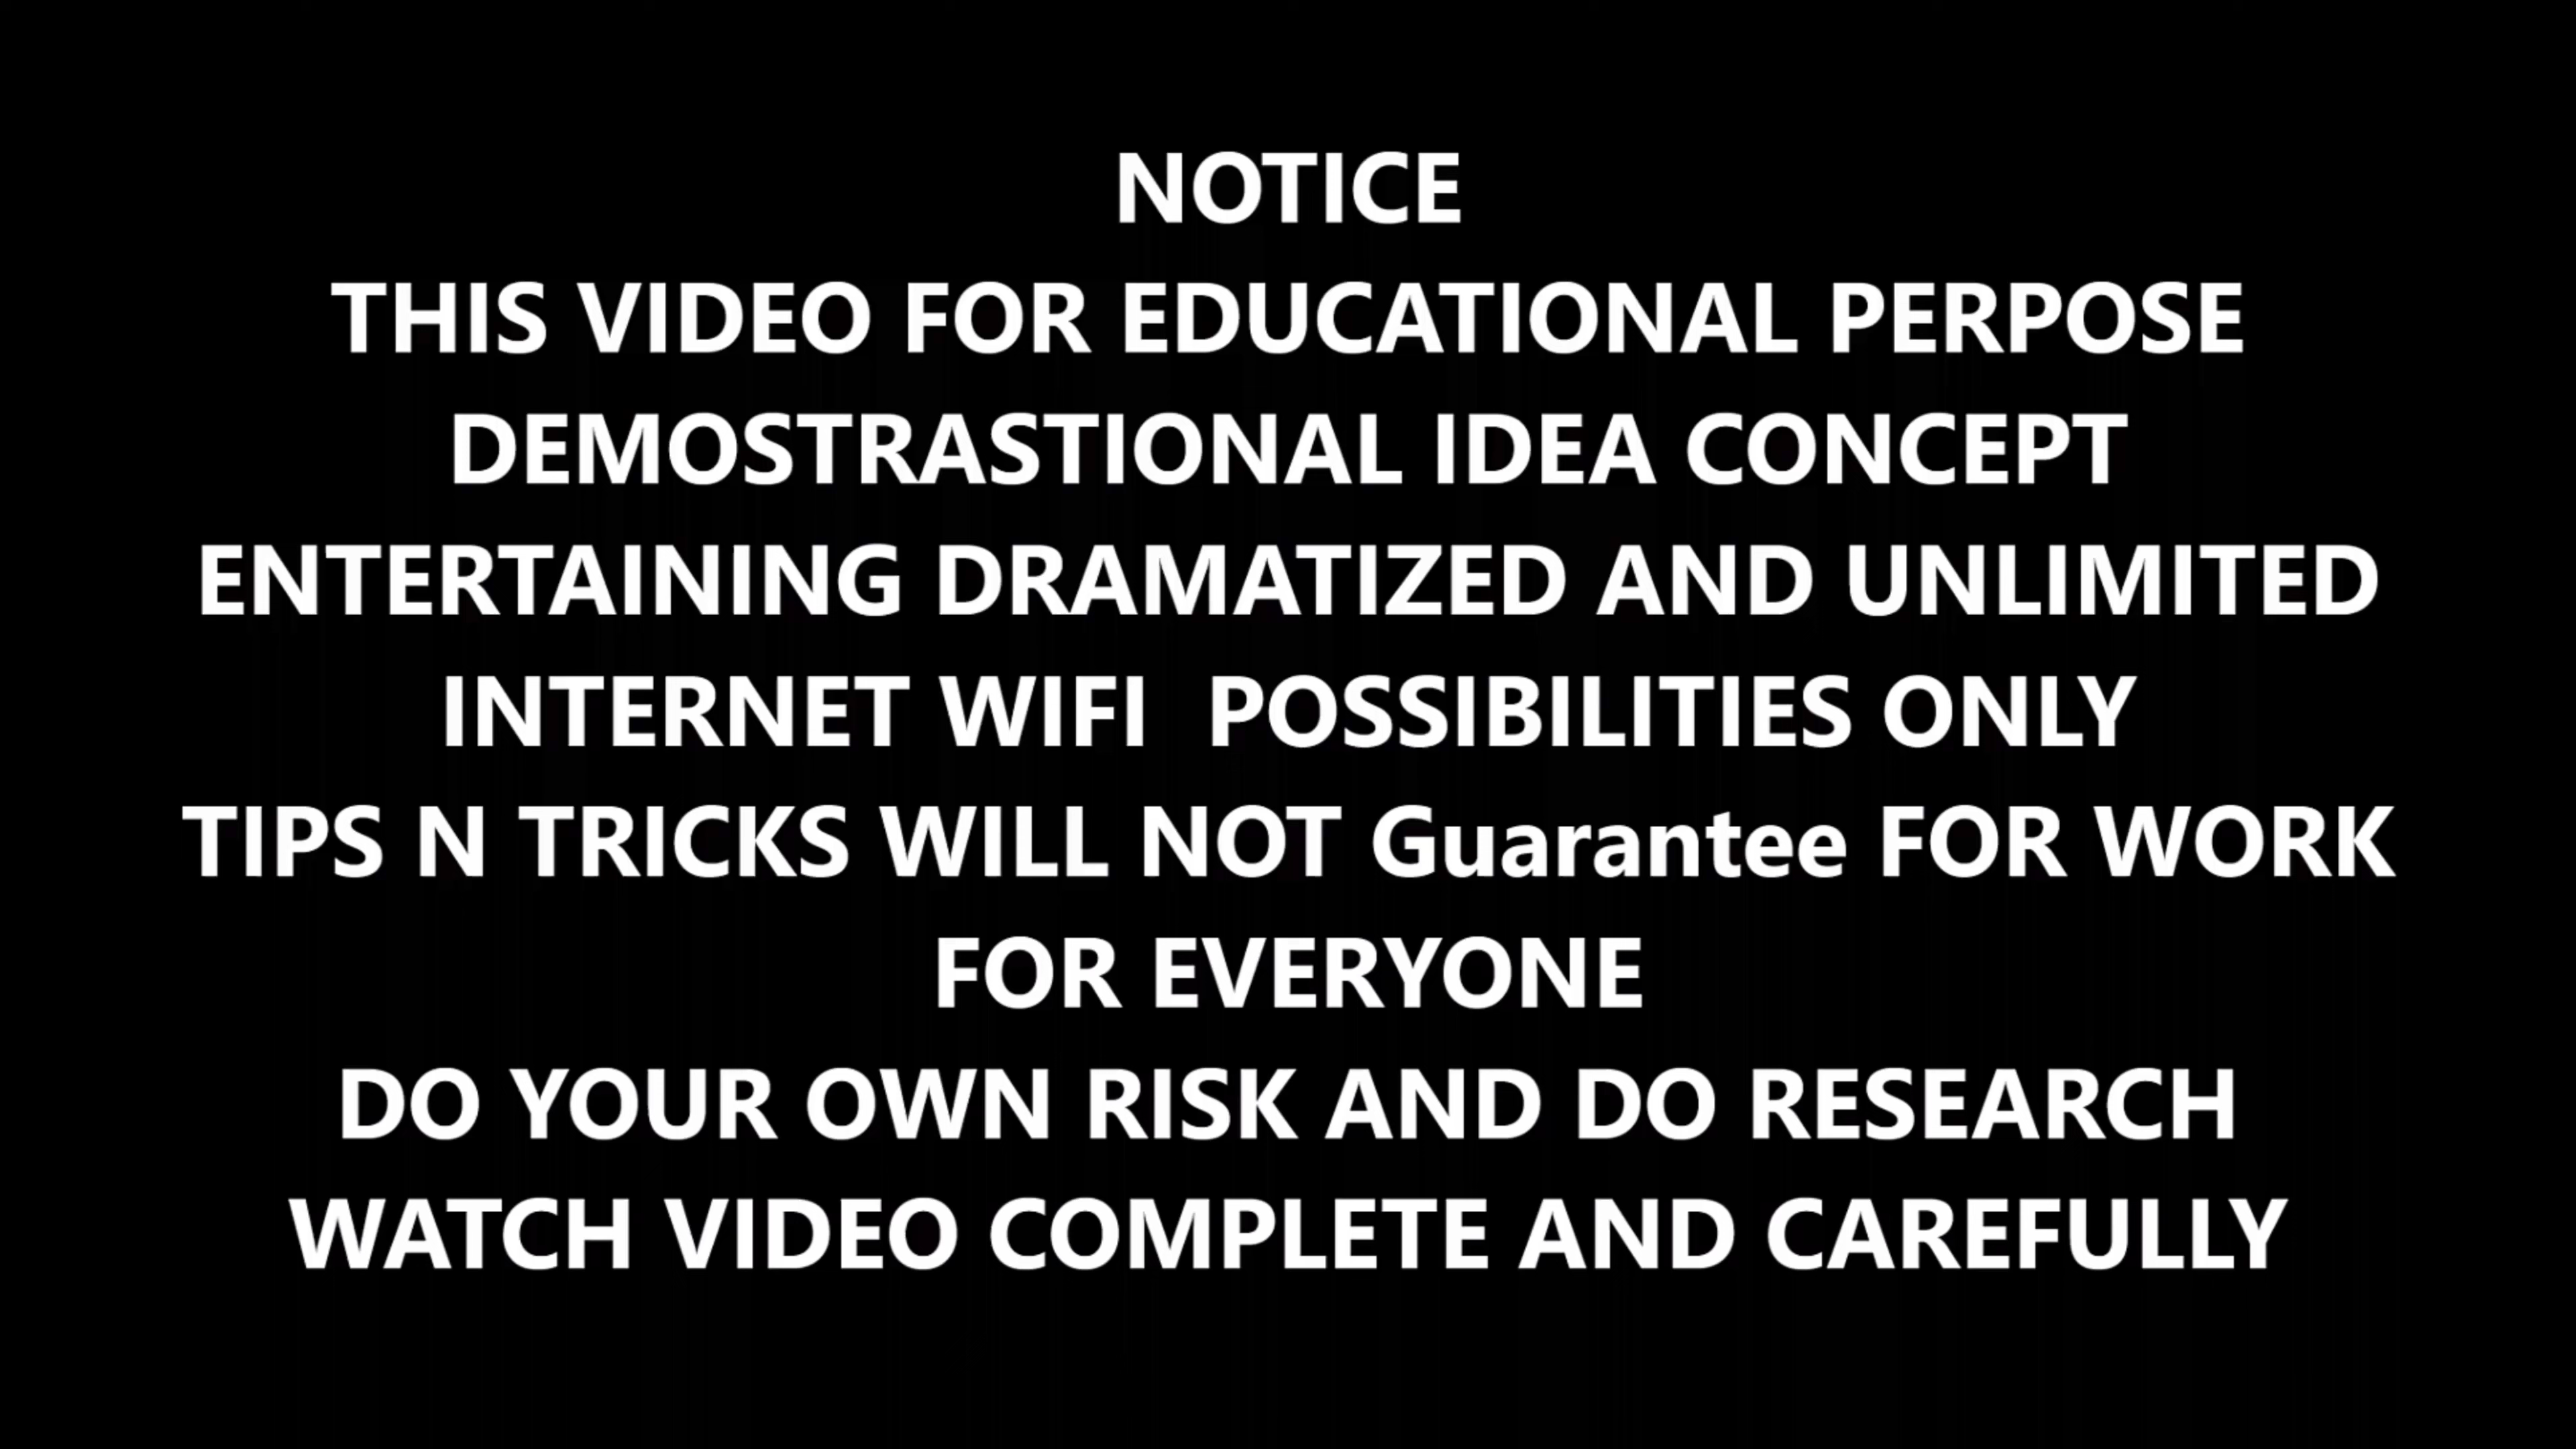 NOTICE
THIS VIDEO FOR EDUCATIONAL PERPOSE
DEMOSTRASTIONAL IDEA CONCEPT
ENTERTAINING DRAMATIZED AND UNLIMITED
INTERNET WIFI  POSSIBILITIES ONLY
TIPS N TRICKS WILL NOT Guarantee FOR WORK
FOR EVERYONE
DO YOUR OWN RISK AND DO RESEARCH
WATCH VIDEO COMPLETE AND CAREFULLY